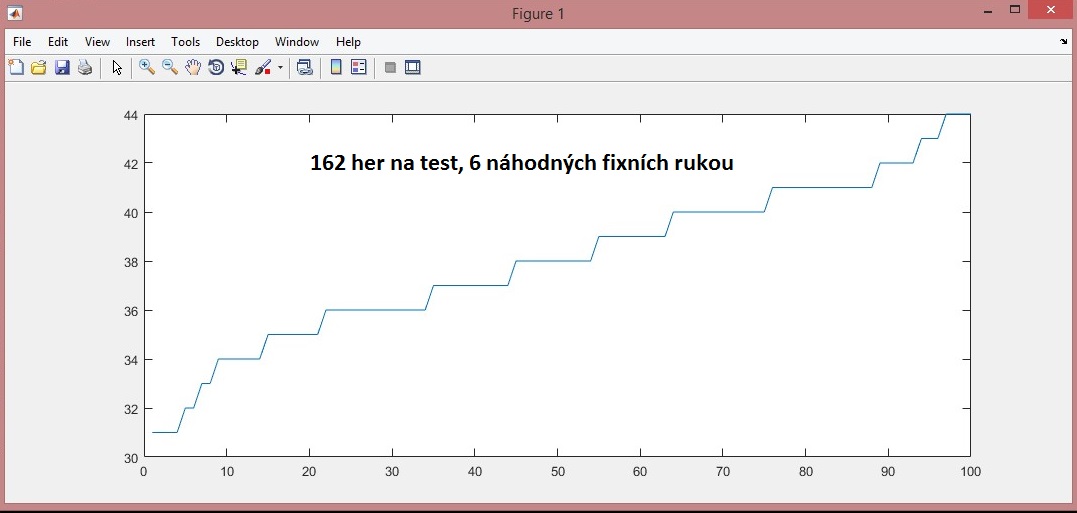 Figure 1
File Edit View Insert Tools Desktop Window Help
44
162 her na test, 6 náhodných fixních rukou
42
40
38
36
34
32
30
0 10 20 30 40 50 60 70 80 90 100